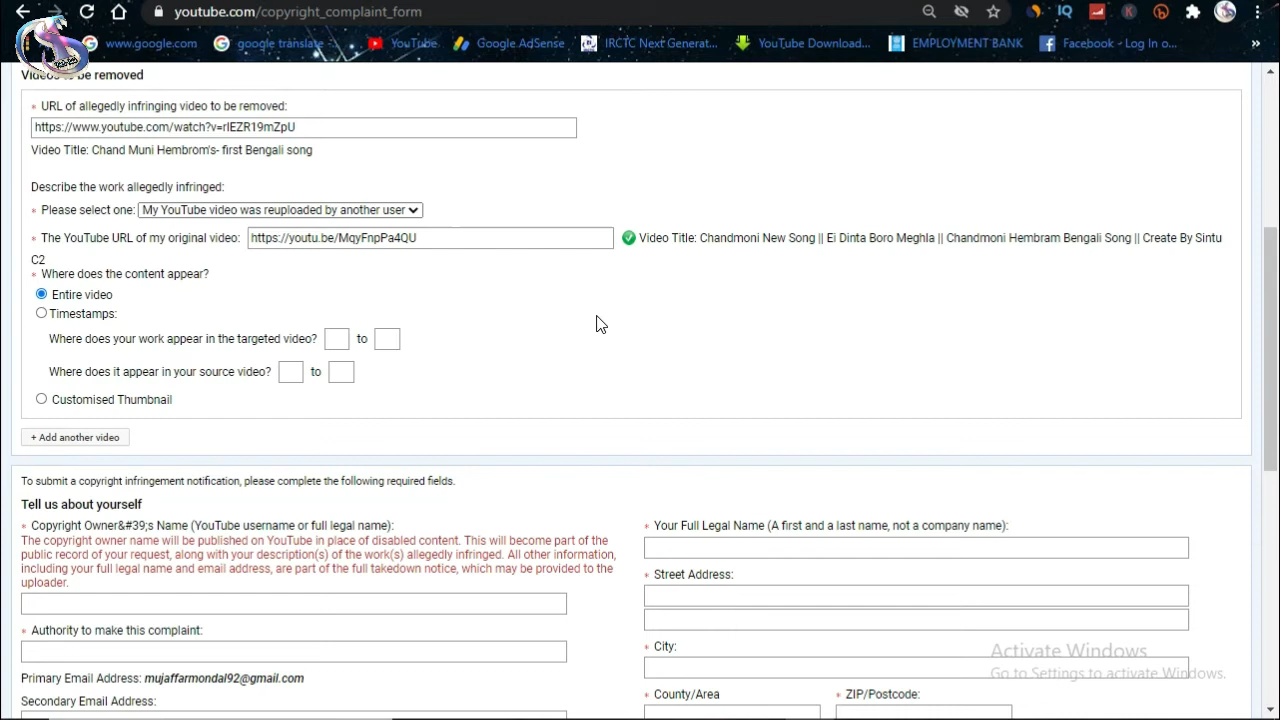 youtube.com/copyright_complaint_form
www.google.com
google translate -...
YouTube
Google AdSense
IRCTC Next Generat...
YouTube Download...
EMPLOYMENT BANK
Facebook - Log In o...
»
Videos to be removed
* URL of allegedly infringing video to be removed:
https://www.youtube.com/watch?v=rIEZR19mZpU
Video Title: Chand Muni Hembrom's- first Bengali song
Describe the work allegedly infringed:
* Please select one: My YouTube video was reuploaded by another user
* The YouTube URL of my original video: https://youtu.be/MqyFnpPa4QU Video Title: Chandmoni New Song || Ei Dinta Boro Meghla || Chandmoni Hembram Bengali Song || Create By Sintu
C2
* Where does the content appear?
Entire video
Timestamps:
Where does your work appear in the targeted video? to
Where does it appear in your source video? to
Customised Thumbnail
+ Add another video
To submit a copyright infringement notification, please complete the following required fields.
Tell us about yourself
* Copyright Owner&#39;s Name (YouTube username or full legal name):
The copyright owner name will be published on YouTube in place of disabled content. This will become part of the
public record of your request, along with your description(s) of the work(s) allegedly infringed. All other information,
including your full legal name and email address, are part of the full takedown notice, which may be provided to the
uploader.
* Authority to make this complaint:
Primary Email Address: mujaffarmondal92@gmail.com
Secondary Email Address:
* Your Full Legal Name (A first and a last name, not a company name):
* Street Address:
* City:
* County/Area
* ZIP/Postcode:
Activate Windows
Go to Settings to activate Windows.